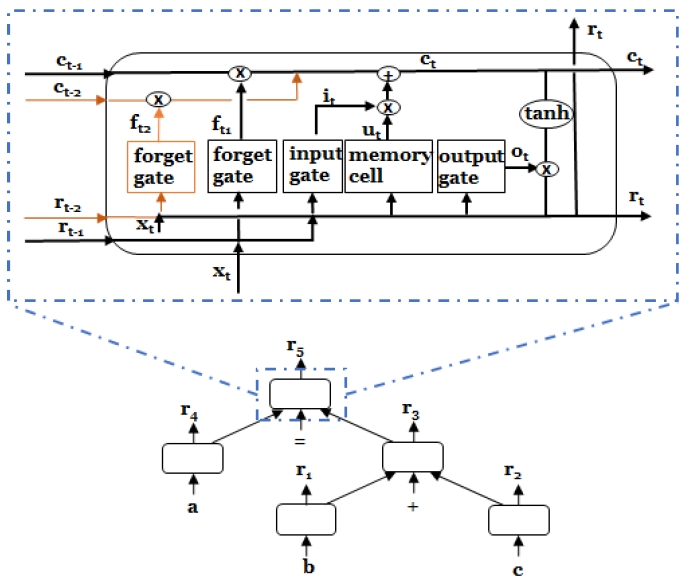 r_t
c_{t-1} c_t c_t
c_{t-2}
i_t tanh
f_{t2} f_{t1} u_t
forget gate
forget gate
input gate
memory cell
output gate
o_t
r_{t-2} r_t
x_t
r_{t-1}
x_t
x x + x x
r_5
r_4 r_3
=
r_1 r_2
a +
b c